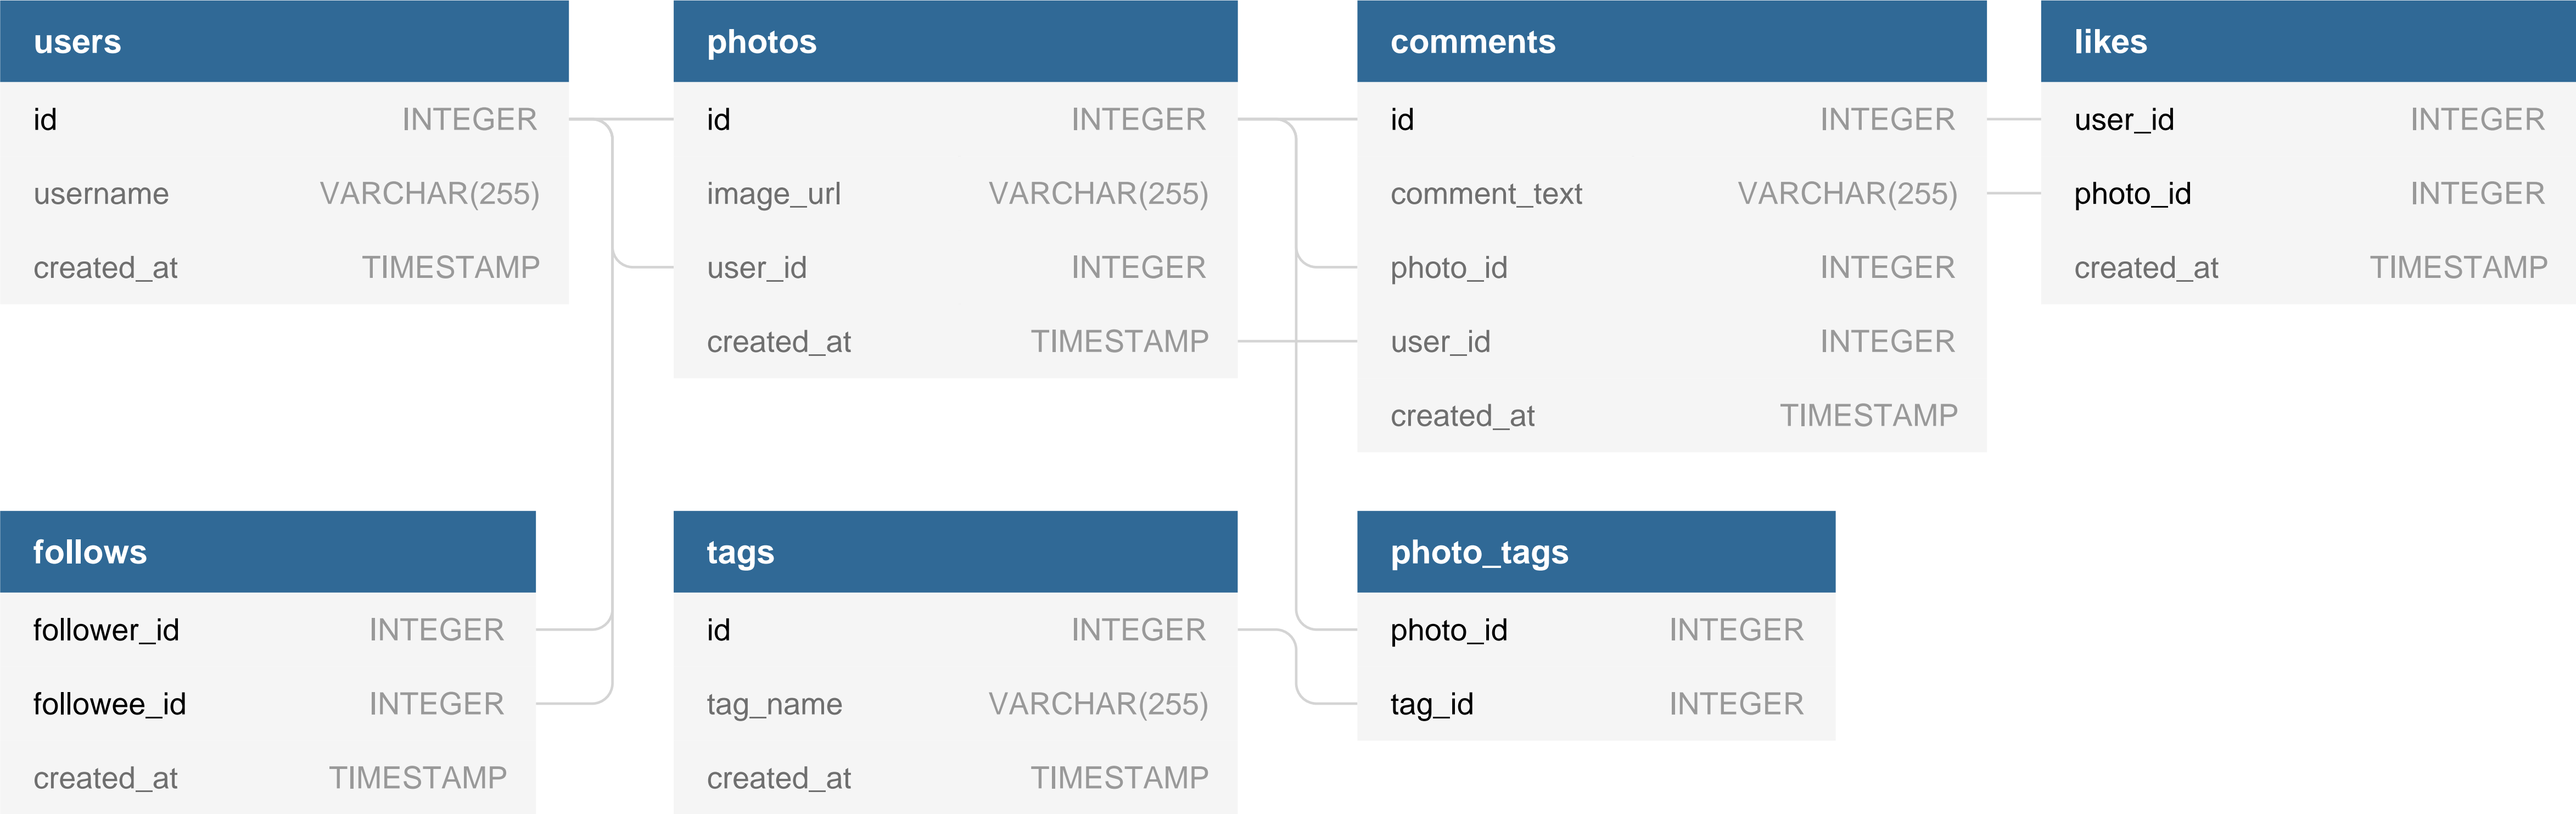 users
id INTEGER
username VARCHAR(255)
created_at TIMESTAMP
photos
id INTEGER
image_url VARCHAR(255)
user_id INTEGER
created_at TIMESTAMP
comments
id INTEGER
comment_text VARCHAR(255)
photo_id INTEGER
user_id INTEGER
created_at TIMESTAMP
likes
user_id INTEGER
photo_id INTEGER
created_at TIMESTAMP
follows
follower_id INTEGER
followee_id INTEGER
created_at TIMESTAMP
tags
id INTEGER
tag_name VARCHAR(255)
created_at TIMESTAMP
photo_tags
photo_id INTEGER
tag_id INTEGER